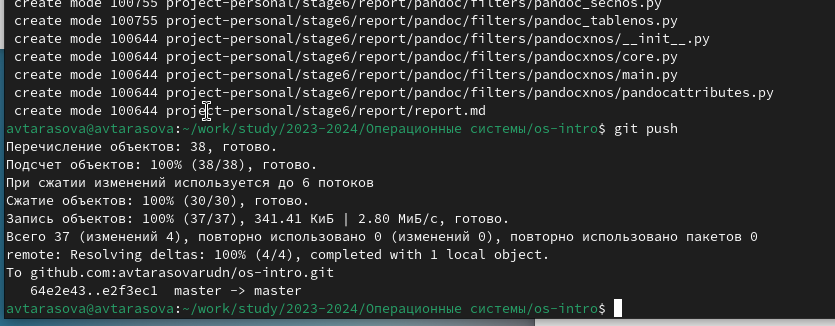 create mode 100755 project-personal/stage6/report/pandoc/filters/pandoc_secnos.py
create mode 100755 project-personal/stage6/report/pandoc/filters/pandoc_tablenos.py
create mode 100644 project-personal/stage6/report/pandoc/filters/pandocxnos/__init__.py
create mode 100644 project-personal/stage6/report/pandoc/filters/pandocxnos/core.py
create mode 100644 project-personal/stage6/report/pandoc/filters/pandocxnos/main.py
create mode 100644 project-personal/stage6/report/pandoc/filters/pandocxnos/pandocattributes.py
create mode 100644 project-personal/stage6/report/report.md
avtarasova@avtarasova:~/work/study/2023-2024/Операционные системы/os-intro$ git push
Перечисление объектов: 38, готово.
Подсчет объектов: 100% (38/38), готово.
При сжатии изменений используется до 6 потоков
Сжатие объектов: 100% (30/30), готово.
Запись объектов: 100% (37/37), 341.41 КиБ | 2.80 МиБ/с, готово.
Всего 37 (изменений 4), повторно использовано 0 (изменений 0), повторно использовано пакетов 0
remote: Resolving deltas: 100% (4/4), completed with 1 local object.
To github.com:avtarasovarudn/os-intro.git
64e2e43..e2f3ec1  master -> master
avtarasova@avtarasova:~/work/study/2023-2024/Операционные системы/os-intro$